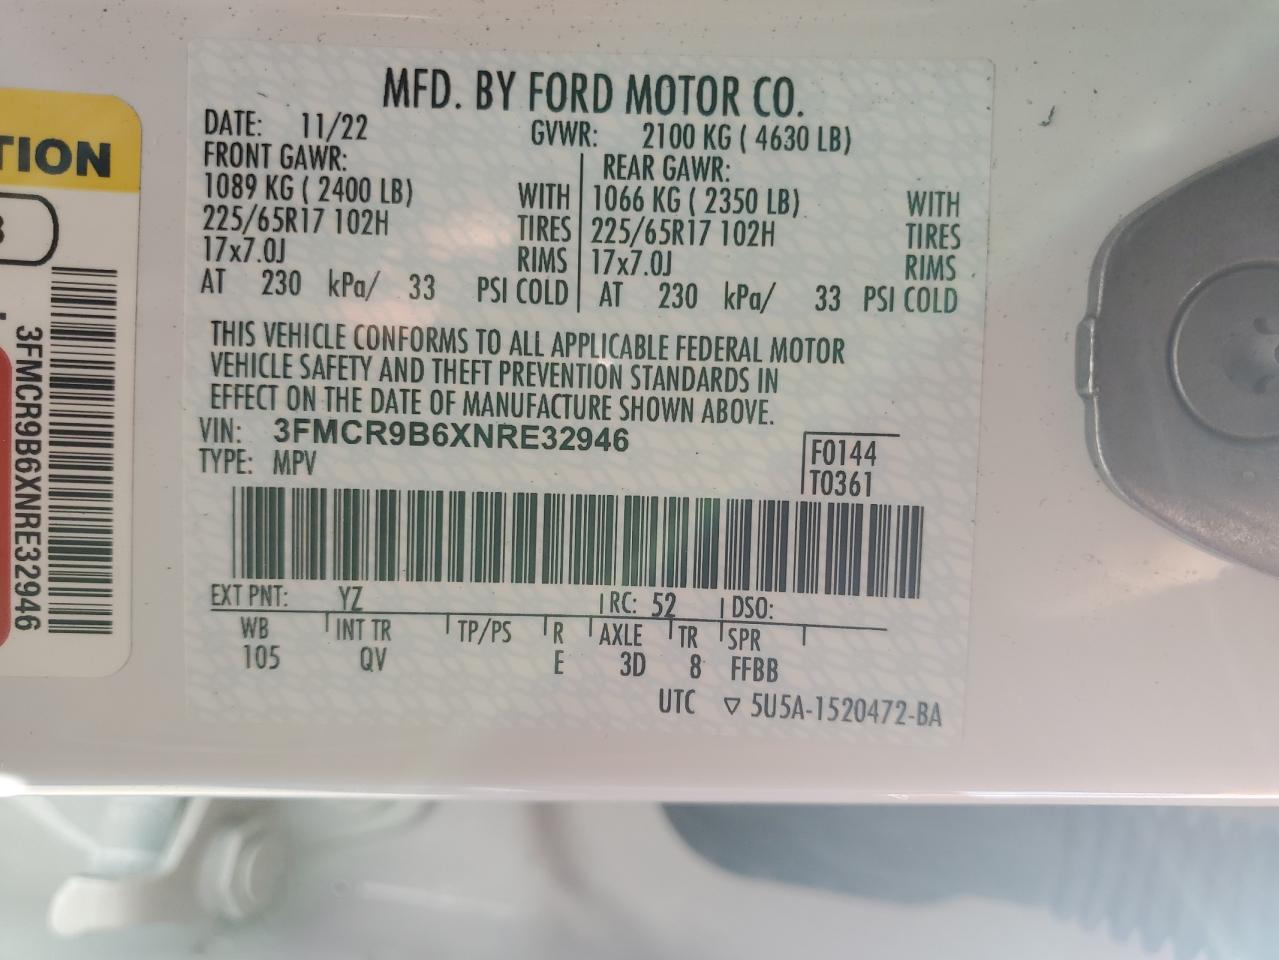 MFD. BY FORD MOTOR CO.
DATE: 11/22 GVWR: 2100 KG ( 4630 LB)
FRONT GAWR: REAR GAWR:
1089 KG ( 2400 LB) WITH 1066 KG ( 2350 LB) WITH
225/65R17 102H TIRES 225/65R17 102H TIRES
17x7.0J RIMS 17x7.0J RIMS
AT 230 kPa/ 33 PSI COLD AT 230 kPa/ 33 PSI COLD
THIS VEHICLE CONFORMS TO ALL APPLICABLE FEDERAL MOTOR
VEHICLE SAFETY AND THEFT PREVENTION STANDARDS IN
EFFECT ON THE DATE OF MANUFACTURE SHOWN ABOVE.
VIN: 3FMCR9B6XNRE32946
TYPE: MPV
F0144
T0361
EXT PNT: YZ RC: 52 DSO:
WB INT TR TP/PS R AXLE TR SPR
105 QV E 3D 8 FFBB
UTC ▽ 5U5A-1520472-BA
TION
3FMCR9B6XNRE32946